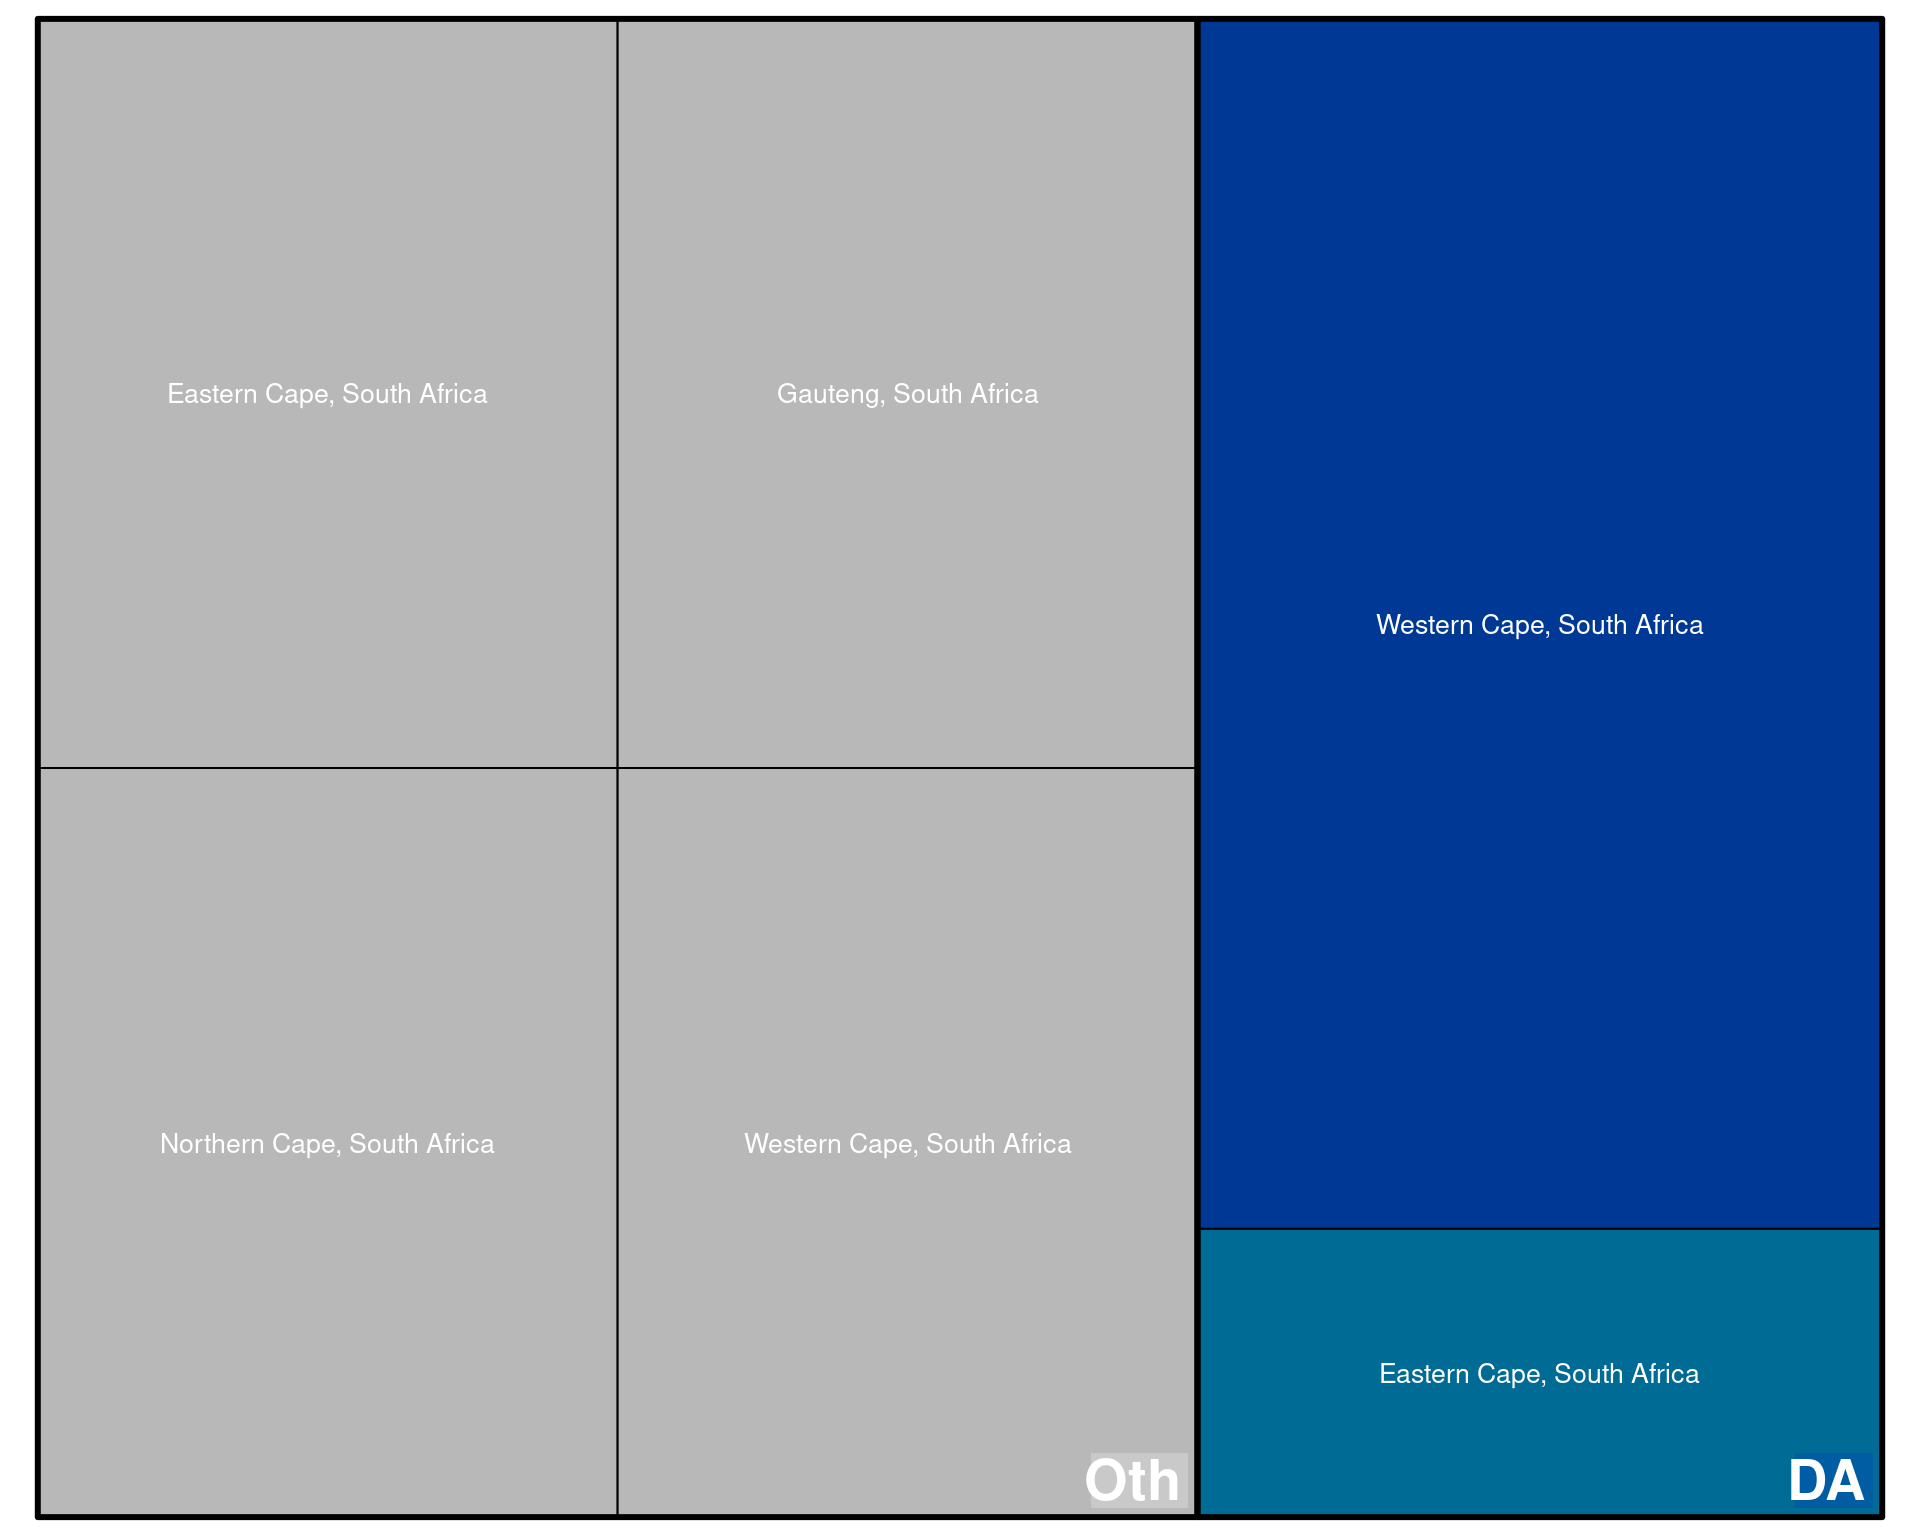 Eastern Cape, South Africa
Gauteng, South Africa
Western Cape, South Africa
Northern Cape, South Africa
Western Cape, South Africa
Eastern Cape, South Africa
Oth
DA